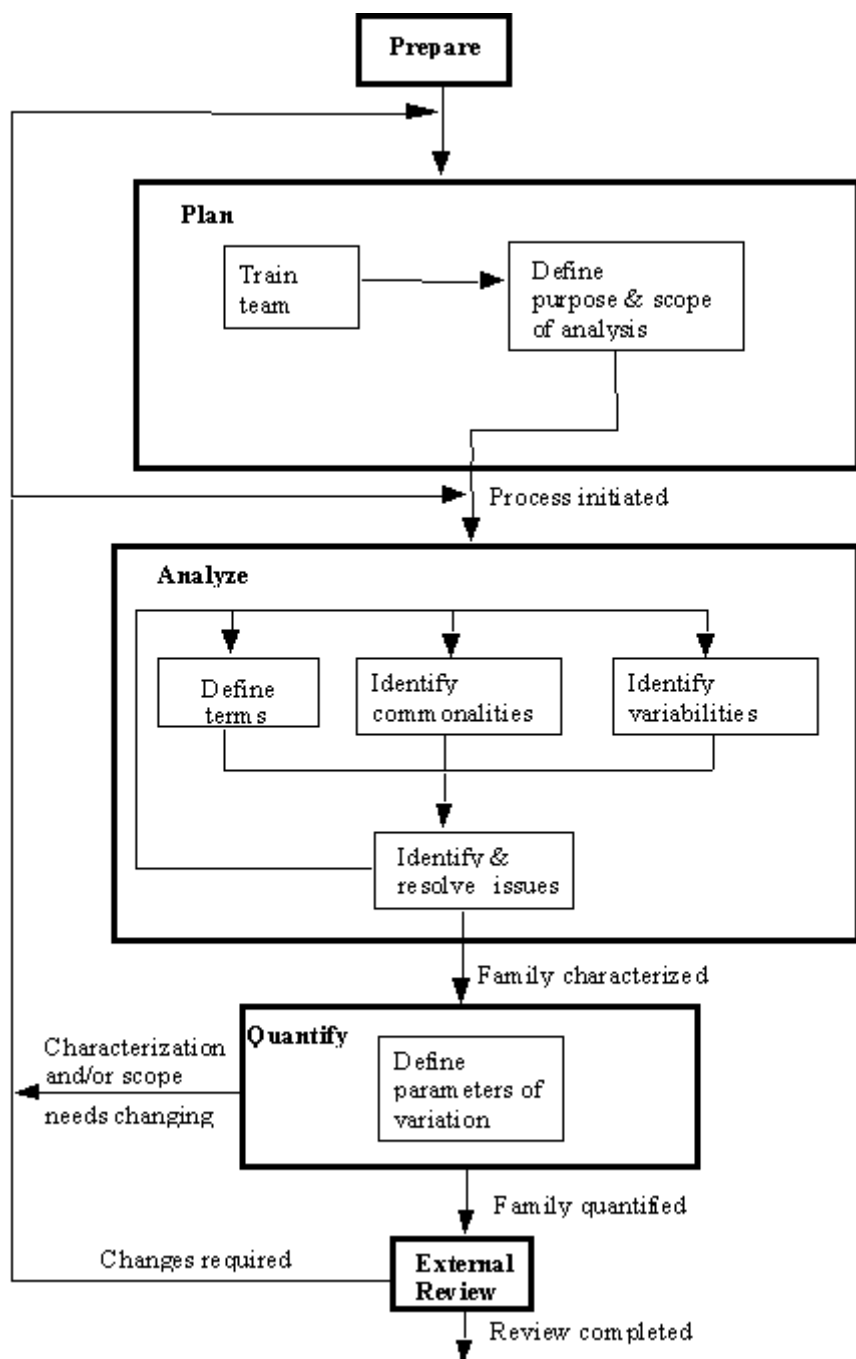 Prepare
Plan
Train
team
Define
purpose & scope
of analysis
Process initiated
Analyze
Define
terms
Identify
commonalities
Identify
variabilities
Identify &
resolve issues
Family characterized
Quantify
Define
parameters of
variation
Characterization
and/or scope
needs changing
Family quantified
Changes required
External
Review
Review completed